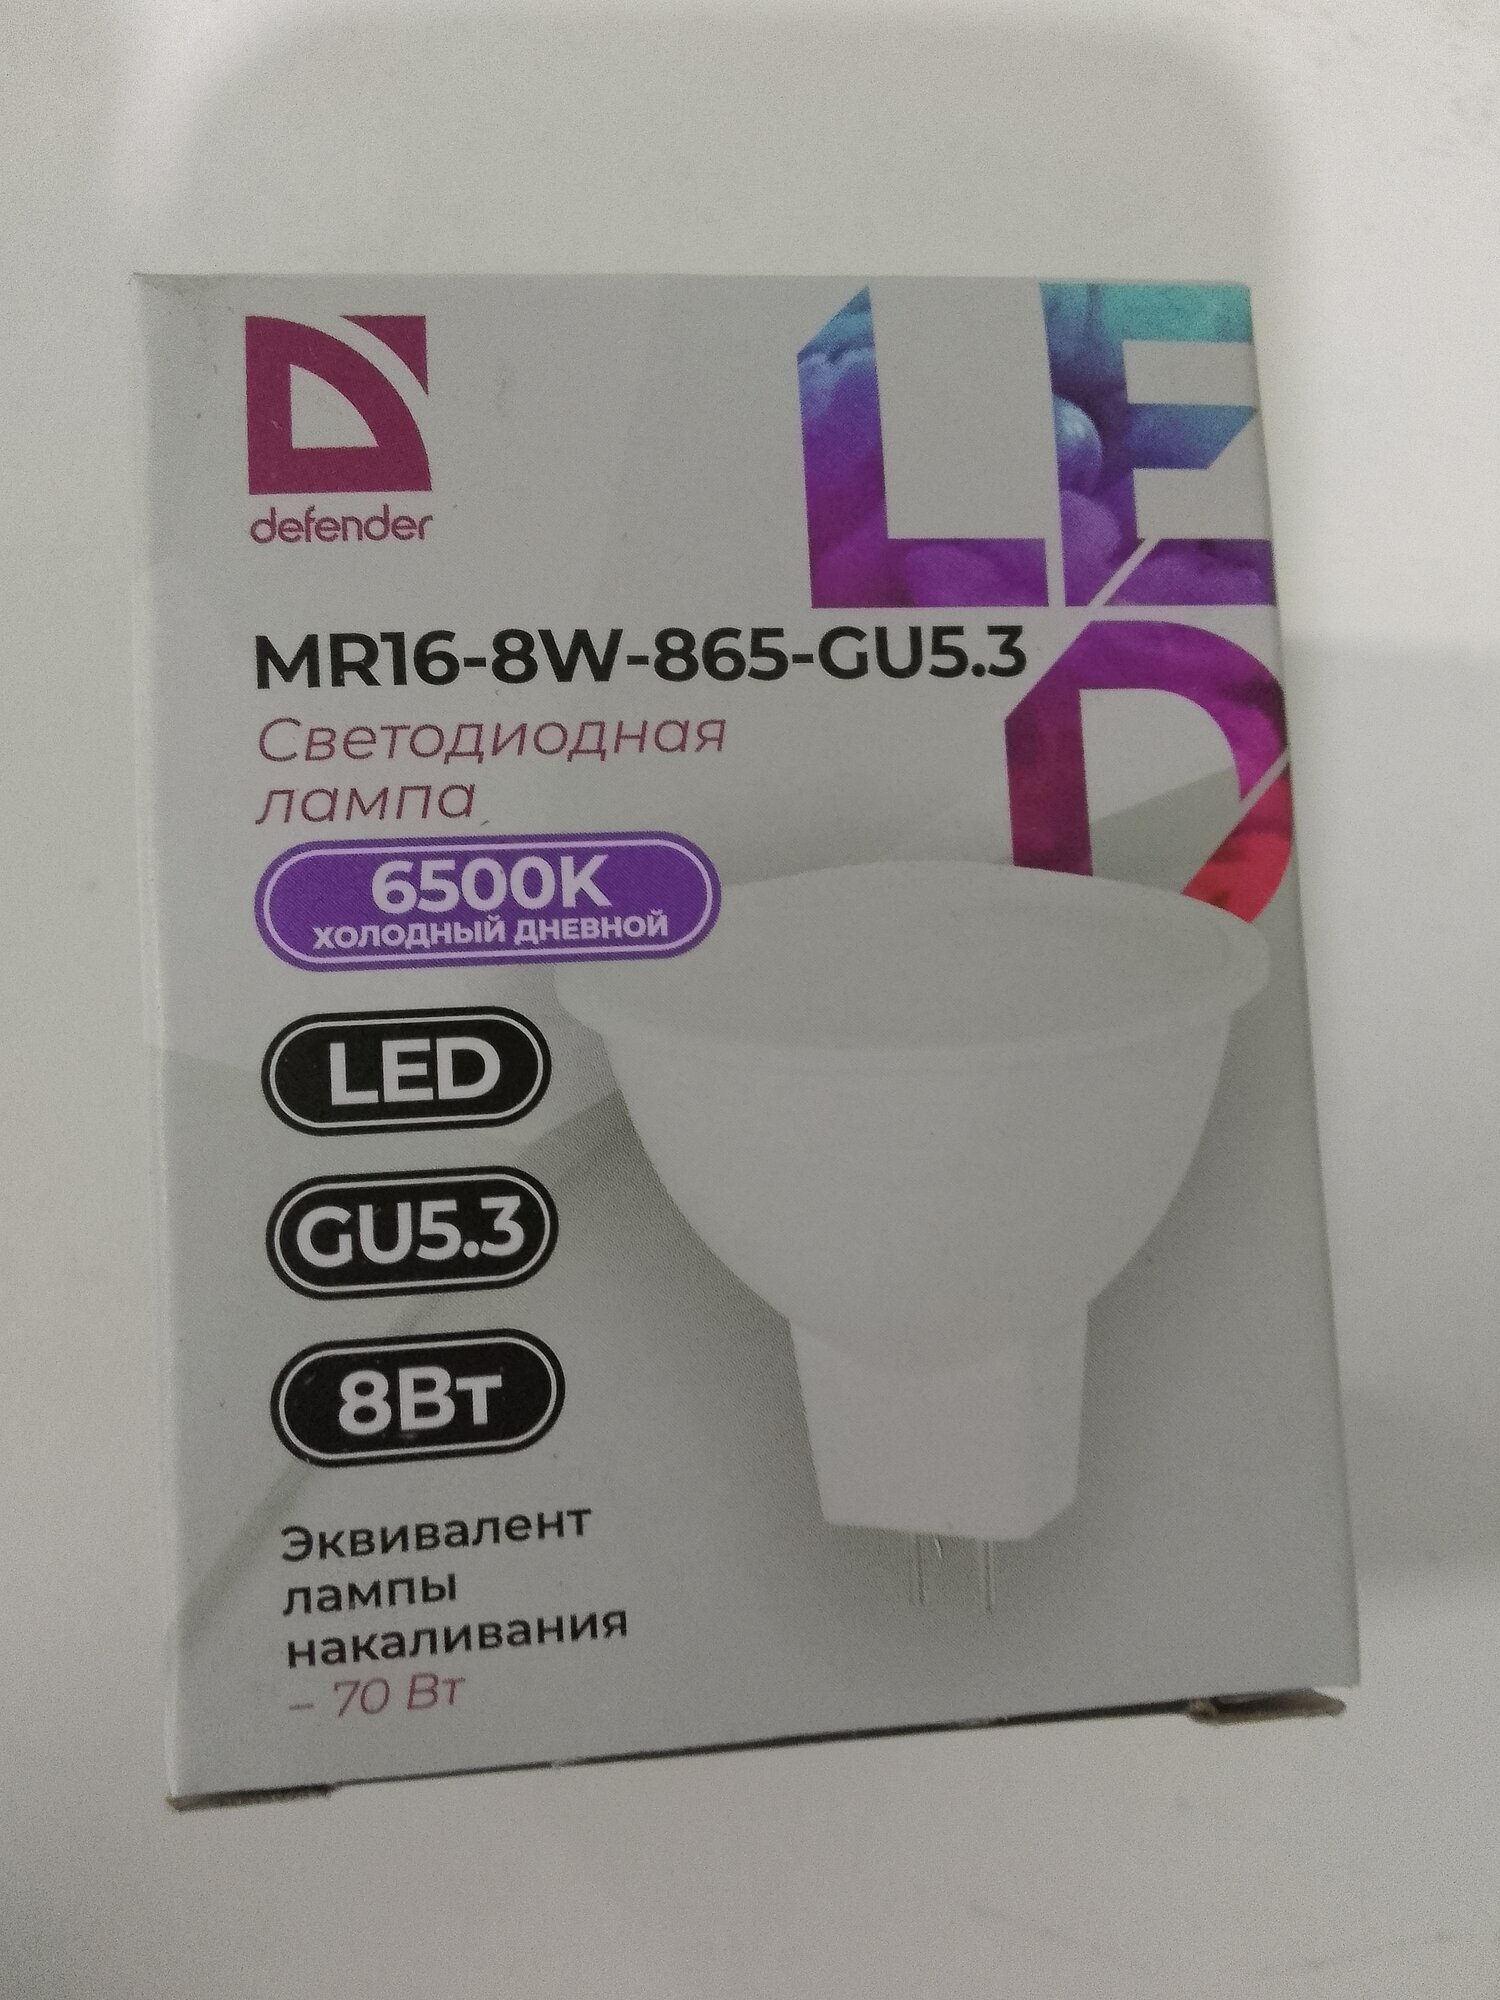 LE
D
defender
MR16-8W-865-GU5.3
Светодиодная
лампа
6500K
ХОЛОДНЫЙ ДНЕВНОЙ
LED
GU5.3
8Вт
Эквивалент
лампы
накаливания
– 70 Вт